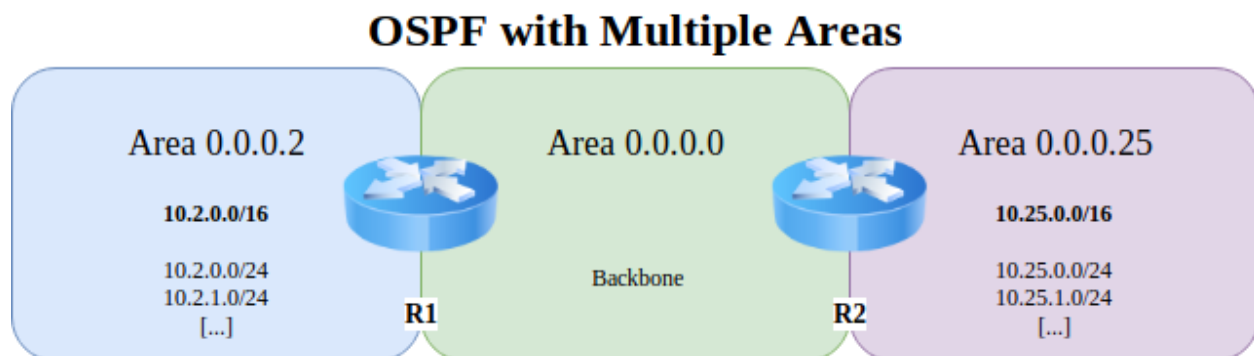 OSPF with Multiple Areas
Area 0.0.0.2
10.2.0.0/16
10.2.0.0/24
10.2.1.0/24
[...]
R1
Area 0.0.0.0
Backbone
R2
Area 0.0.0.25
10.25.0.0/16
10.25.0.0/24
10.25.1.0/24
[...]